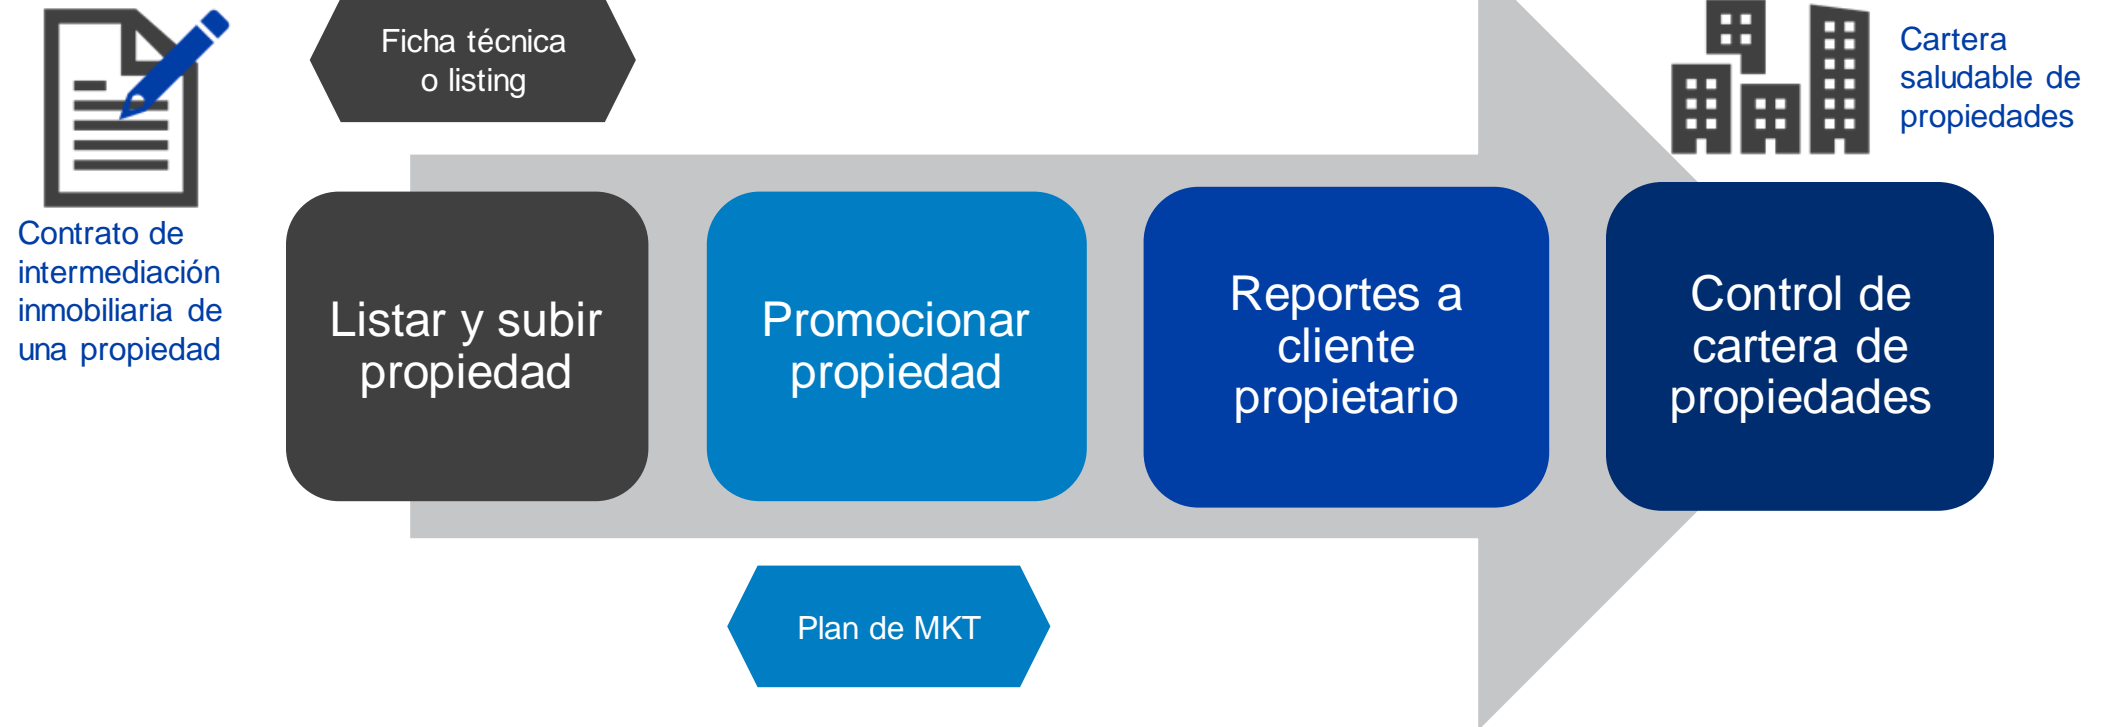 Contrato de
intermediación
inmobiliaria de
una propiedad
Ficha técnica
o listing
Listar y subir
propiedad
Promocionar
propiedad
Plan de MKT
Reportes a
cliente
propietario
Control de
cartera de
propiedades
Cartera
saludable de
propiedades